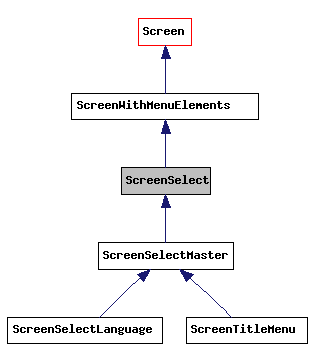 Screen
ScreenWithMenuElements
ScreenSelect
ScreenSelectMaster
ScreenSelectLanguage
ScreenTitleMenu